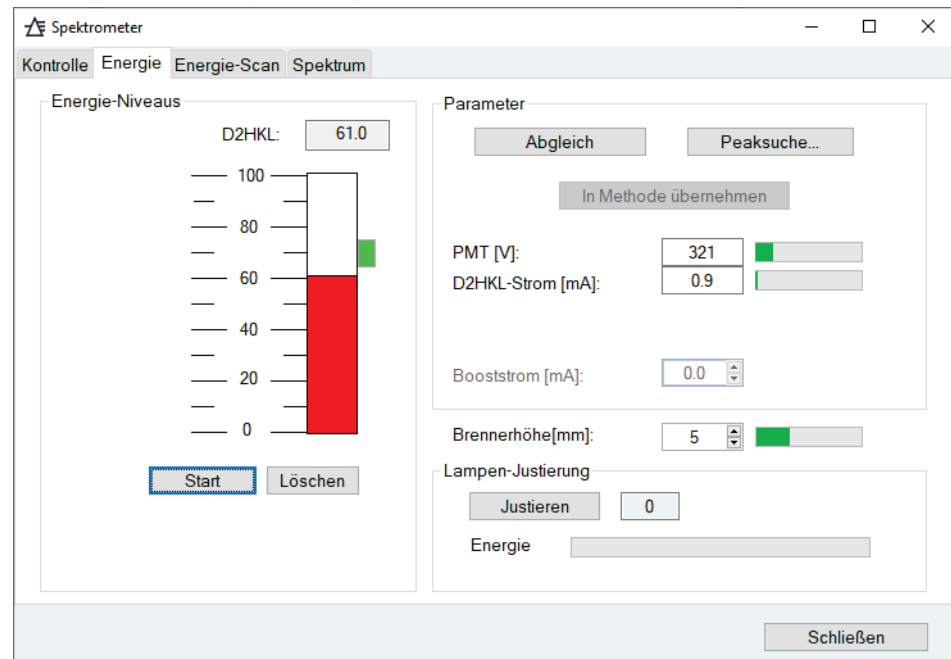 Spektrometer
Kontrolle Energie Energie-Scan Spektrum
Energie-Niveaus
D2HKL: 61.0
100
80
60
40
20
0
Start Löschen
Parameter
Abgleich Peaksuche...
In Methode übernehmen
PMT [V]: 321
D2HKL-Strom [mA]: 0.9
Booststrom [mA]: 0.0
Brennerhöhe[mm]: 5
Lampen-Justierung
Justieren 0
Energie
Schließen